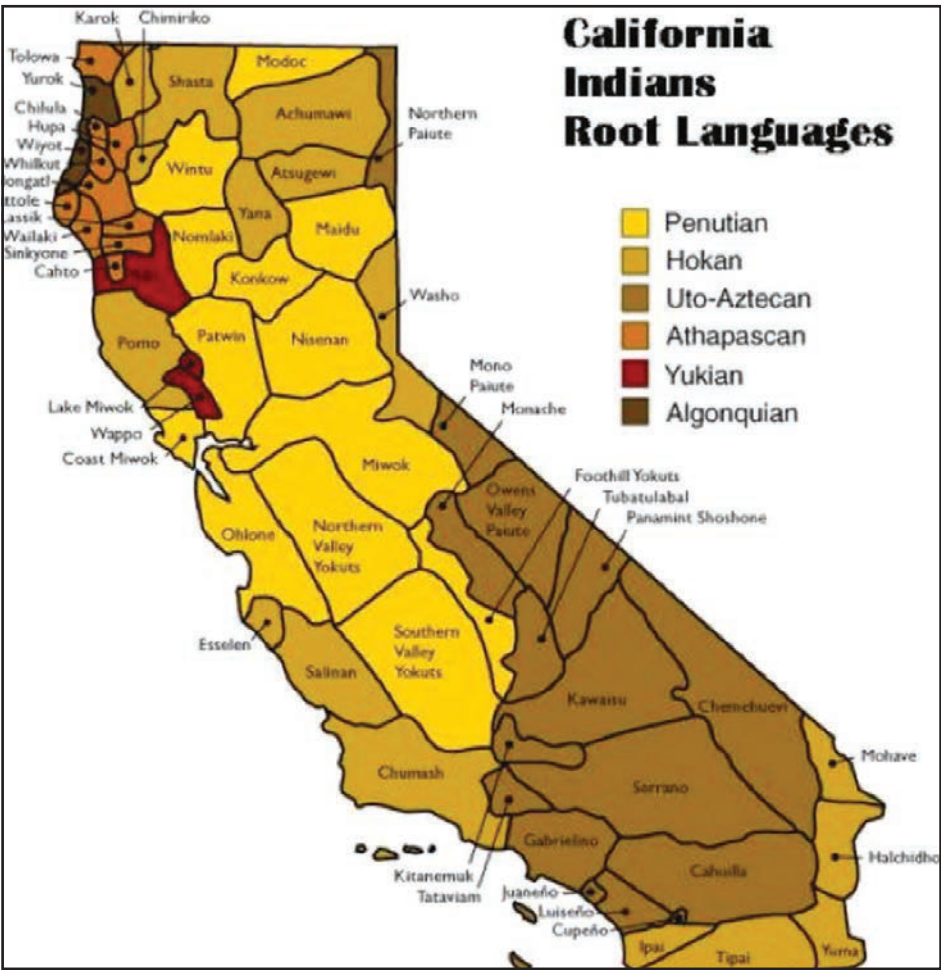 California
Indians
Root Languages
Penutian
Hokan
Uto-Aztecan
Athapascan
Yukian
Algonquian
Karok
Chimiriko
Tolowa
Yurok
Chilula
Hupa
Wiyot
Whilkut
ongatl
ttole
assik
Wailaki
Sinkyone
Cahto
Shasta
Modoc
Achumawi
Northern
Paiute
Wintu
Atsugewi
Yana
Nomlaki
Maidu
Konkow
Washo
Pomo
Patwin
Nisenan
Mono
Paiute
Monache
Lake Miwok
Wappo
Coast Miwok
Miwok
Foothill Yokuts
Tubatulabal
Panamint Shoshone
Owens
Valley
Paiute
Ohlone
Northern
Valley
Yokuts
Esselen
Salinan
Southern
Valley
Yokuts
Kawaisu
Chemehuevi
Mohave
Chumash
Serrano
Gabrielino
Halchidho
Kitanemuk
Tataviam
Cahuilla
Juaneño
Luiseño
Cupeño
Ipai
Tipai
Yuma